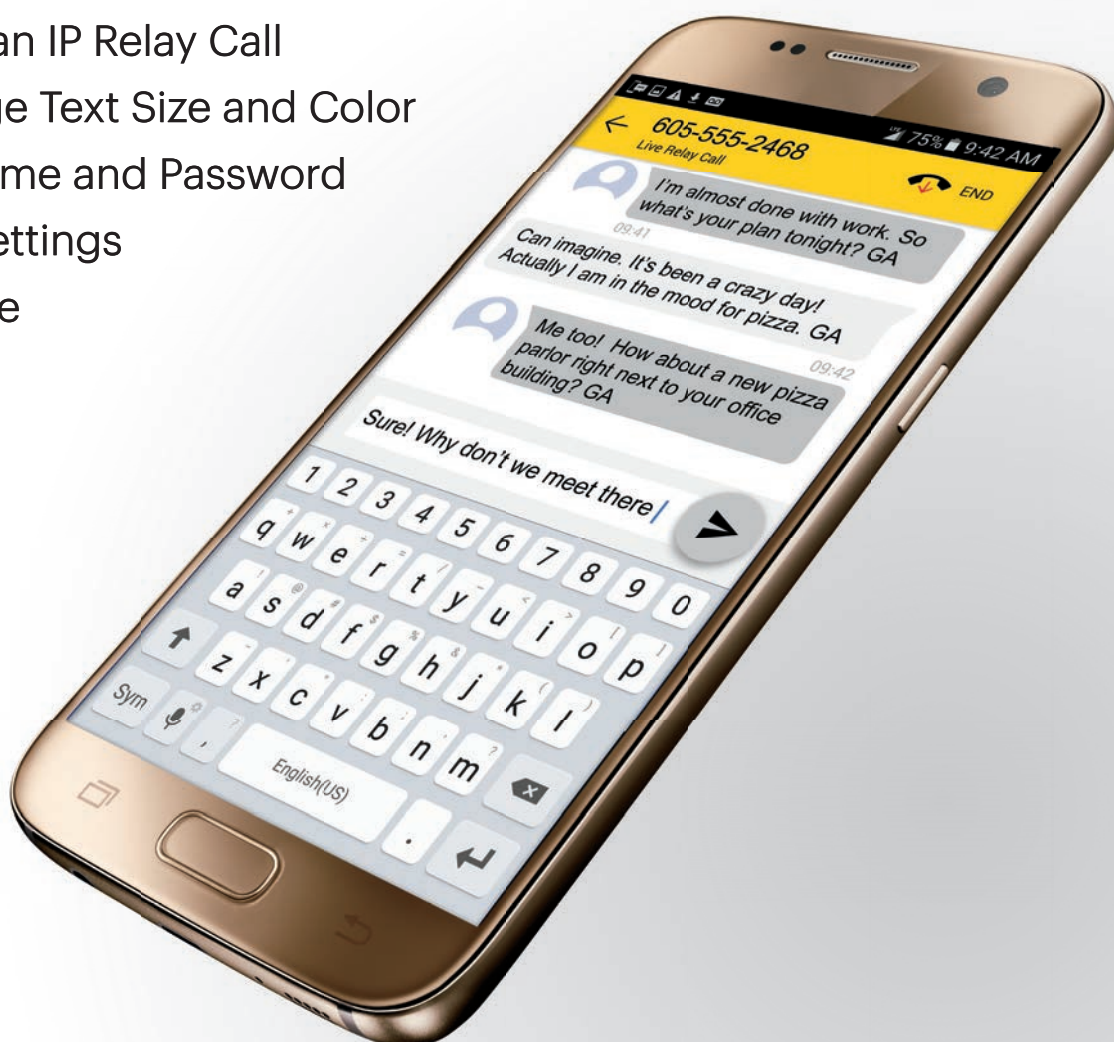 an IP Relay Call
ge Text Size and Color
me and Password
ettings
e
75% 9:42 AM
605-555-2468
Live Relay Call
END
I'm almost done with work. So
what's your plan tonight? GA
09:41
Can imagine. It's been a crazy day!
Actually I am in the mood for pizza. GA
09:42
Me too! How about a new pizza
parlor right next to your office
building? GA
Sure! Why don't we meet there
1 2 3 4 5 6 7 8 9 0
q w e r t y u i o p
a s d f g h j k l
z x c v b n m
Sym , English(US) .